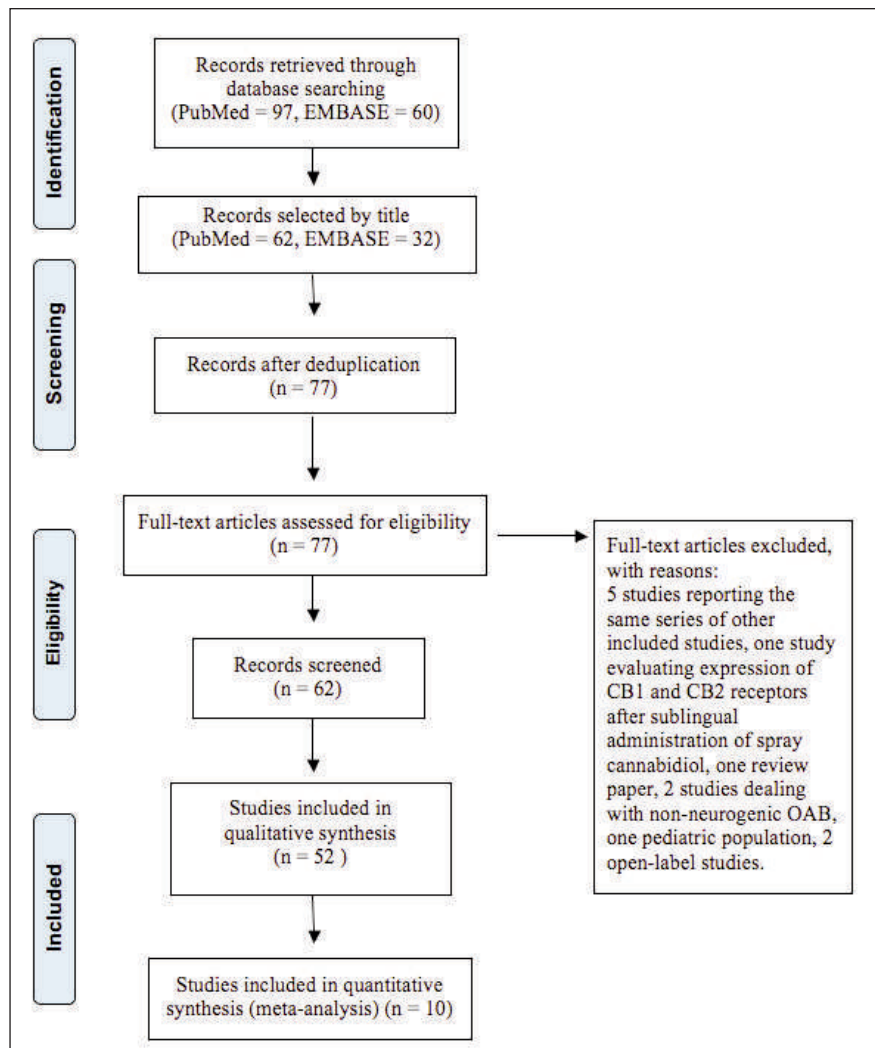 Identification
Records retrieved through
database searching
(PubMed = 97, EMBASE = 60)
Records selected by title
(PubMed = 62, EMBASE = 32)
Screening
Records after deduplication
(n = 77)
Eligibility
Full-text articles assessed for eligibility
(n = 77)
Full-text articles excluded,
with reasons:
5 studies reporting the
same series of other
included studies, one study
evaluating expression of
CB1 and CB2 receptors
after sublingual
administration of spray
cannabidiol, one review
paper, 2 studies dealing
with non-neurogenic OAB,
one pediatric population, 2
open-label studies.
Records screened
(n = 62)
Included
Studies included in
qualitative synthesis
(n = 52 )
Studies included in quantitative
synthesis (meta-analysis) (n = 10)